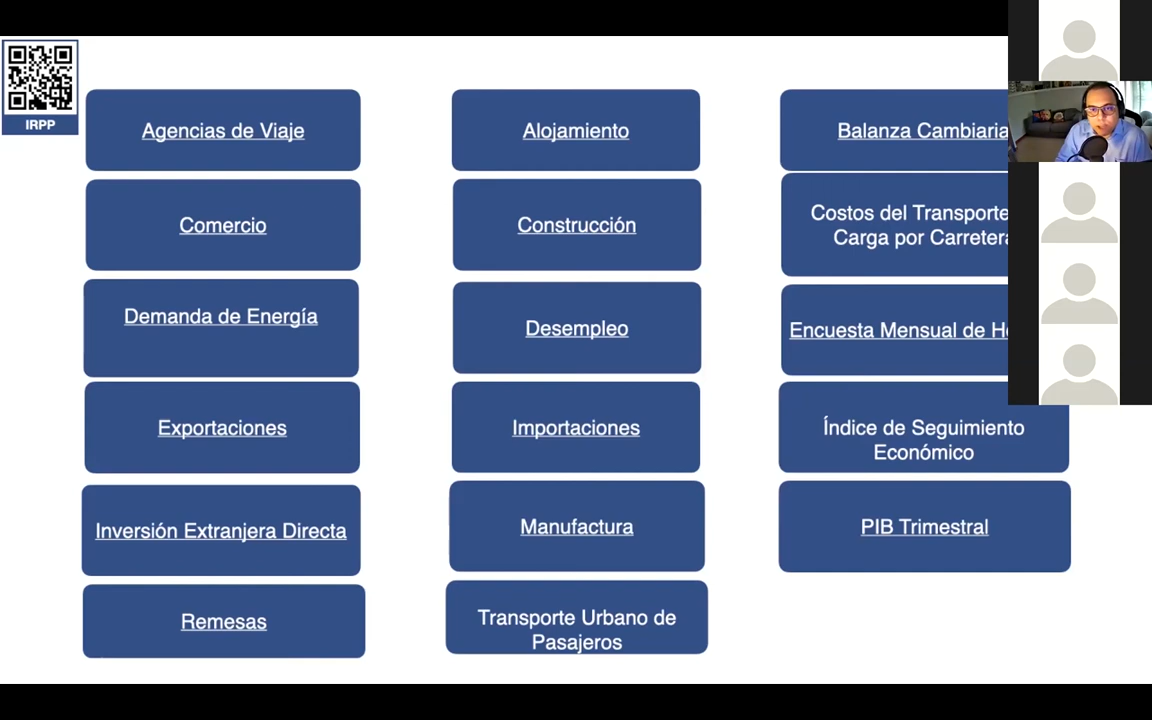 IRPP
Agencias de Viaje
Alojamiento
Balanza Cambiaria
Comercio
Construcción
Costos del Transporte
Carga por Carretera
Demanda de Energía
Desempleo
Encuesta Mensual de
Exportaciones
Importaciones
Índice de Seguimiento
Económico
Inversión Extranjera Directa
Manufactura
PIB Trimestral
Remesas
Transporte Urbano de
Pasajeros